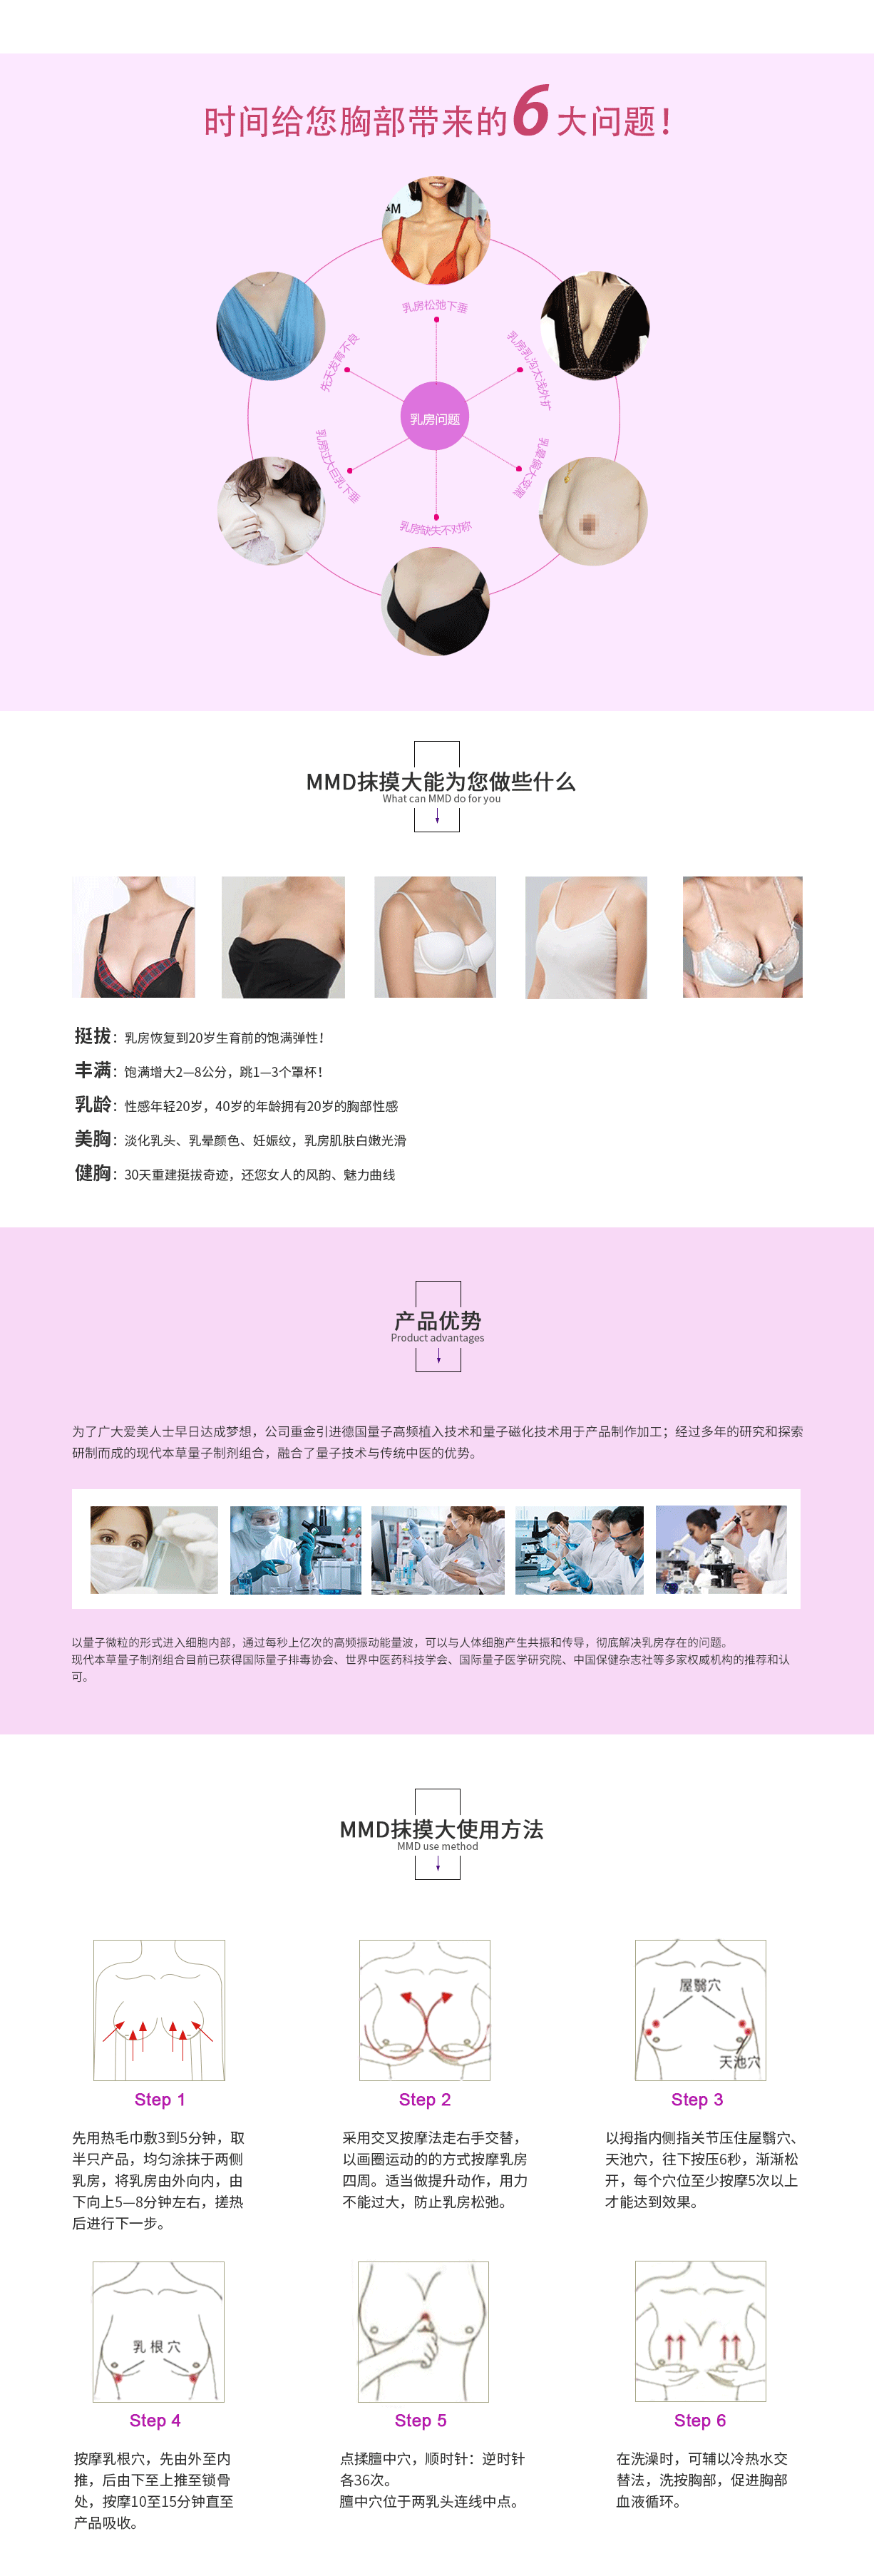 时间给您胸部带来的6大问题！
&M
乳房松弛下垂
先天发育不良
乳房乳沟太浅外扩
乳房问题
乳房过大巨乳下垂
乳晕偏大变黑
乳房缺失不对称
MMD抹摸大能为您做些什么
What can MMD do for you
挺拔：乳房恢复到20岁生育前的饱满弹性！
丰满：饱满增大2—8公分，跳1—3个罩杯！
乳龄：性感年轻20岁，40岁的年龄拥有20岁的胸部性感
美胸：淡化乳头、乳晕颜色、妊娠纹，乳房肌肤白嫩光滑
健胸：30天重建挺拔奇迹，还您女人的风韵、魅力曲线
产品优势
Product advantages
为了广大爱美人士早日达成梦想，公司重金引进德国量子高频植入技术和量子磁化技术用于产品制作加工；经过多年的研究和探索
研制而成的现代本草量子制剂组合，融合了量子技术与传统中医的优势。
以量子微粒的形式进入细胞内部，通过每秒上亿次的高频振动能量波，可以与人体细胞产生共振和传导，彻底解决乳房存在的问题。
现代本草量子制剂组合目前已获得国际量子排毒协会、世界中医药科技学会、国际量子医学研究院、中国保健杂志社等多家权威机构的推荐和认
可。
MMD抹摸大使用方法
MMD use method
屋翳穴
天池穴
Step 1
Step 2
Step 3
先用热毛巾敷3到5分钟，取
半只产品，均匀涂抹于两侧
乳房，将乳房由外向内，由
下向上5—8分钟左右，搓热
后进行下一步。
采用交叉按摩法走右手交替，
以画圈运动的的方式按摩乳房
四周。适当做提升动作，用力
不能过大，防止乳房松弛。
以拇指内侧指关节压住屋翳穴、
天池穴，往下按压6秒，渐渐松
开，每个穴位至少按摩5次以上
才能达到效果。
乳根穴
Step 4
Step 5
Step 6
按摩乳根穴，先由外至内
推，后由下至上推至锁骨
处，按摩10至15分钟直至
产品吸收。
点揉膻中穴，顺时针：逆时针
各36次。
膻中穴位于两乳头连线中点。
在洗澡时，可辅以冷热水交
替法，洗按胸部，促进胸部
血液循环。